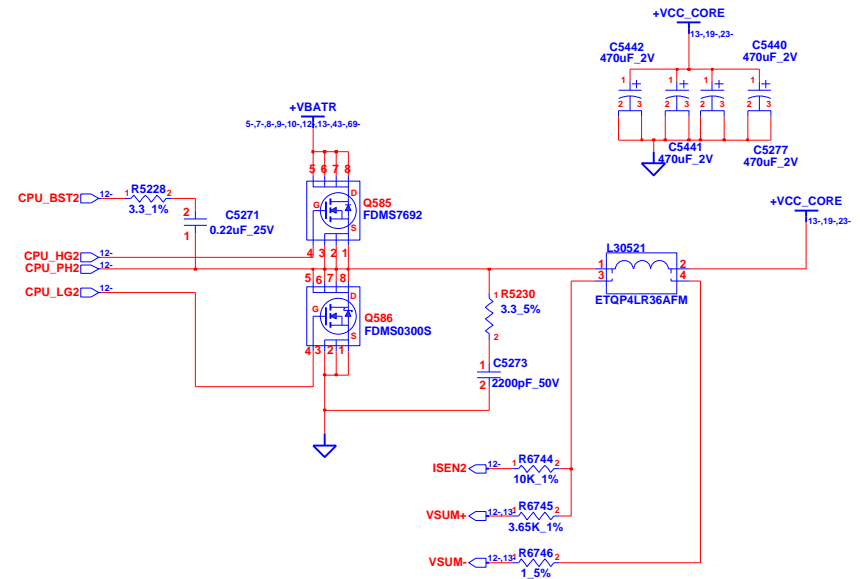 +VCC_CORE
13-,19-,23-
C5442
470uF_2V
C5440
470uF_2V
1
1
1
1
2 3
2 3
2 3
2 3
C5441
470uF_2V
C5277
470uF_2V
+VBATR
5-,7-,8-,9-,10-,12-,13-,43-,69-
5 6 7 8
D
G
S
Q585
FDMS7692
4 3 2 1
CPU_BST2
12-
1
R5228
2
3.3_1%
2
1
C5271
0.22uF_25V
CPU_HG2
12-
CPU_PH2
12-
CPU_LG2
12-
5 6 7 8
D
G
S
Q586
FDMS0300S
4 3 2 1
1
R5230
3.3_5%
2
1
C5273
2
2200pF_50V
+VCC_CORE
13-,19-,23-
L30521
1
2
3
4
ETQP4LR36AFM
ISEN2
12-
1
R6744
2
10K_1%
VSUM+
12-,13-
1
R6745
2
3.65K_1%
VSUM-
12-,13-
1
R6746
2
1_5%